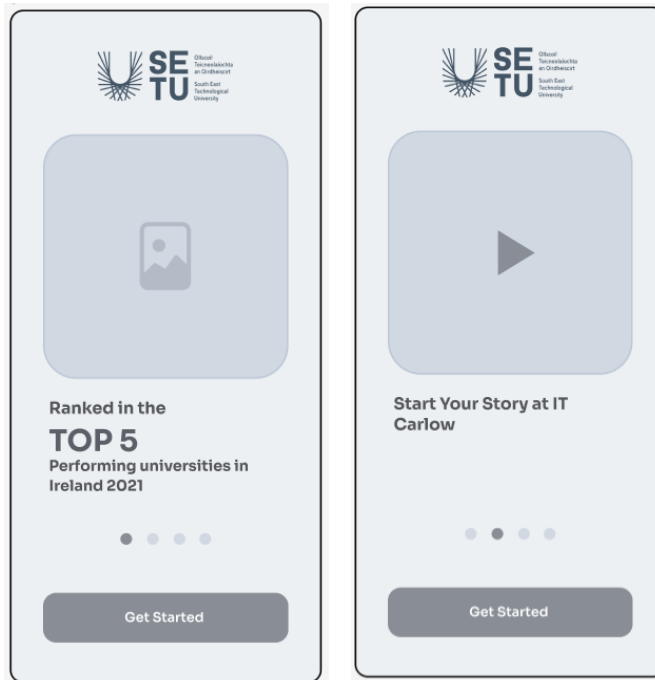 SE
TU
Ollscoil
Teicneolaíochta
an Oirdheiscirt
South East
Technological
University
Ranked in the
TOP 5
Performing universities in
Ireland 2021
Get Started
SE
TU
Ollscoil
Teicneolaíochta
an Oirdheiscirt
South East
Technological
University
Start Your Story at IT
Carlow
Get Started